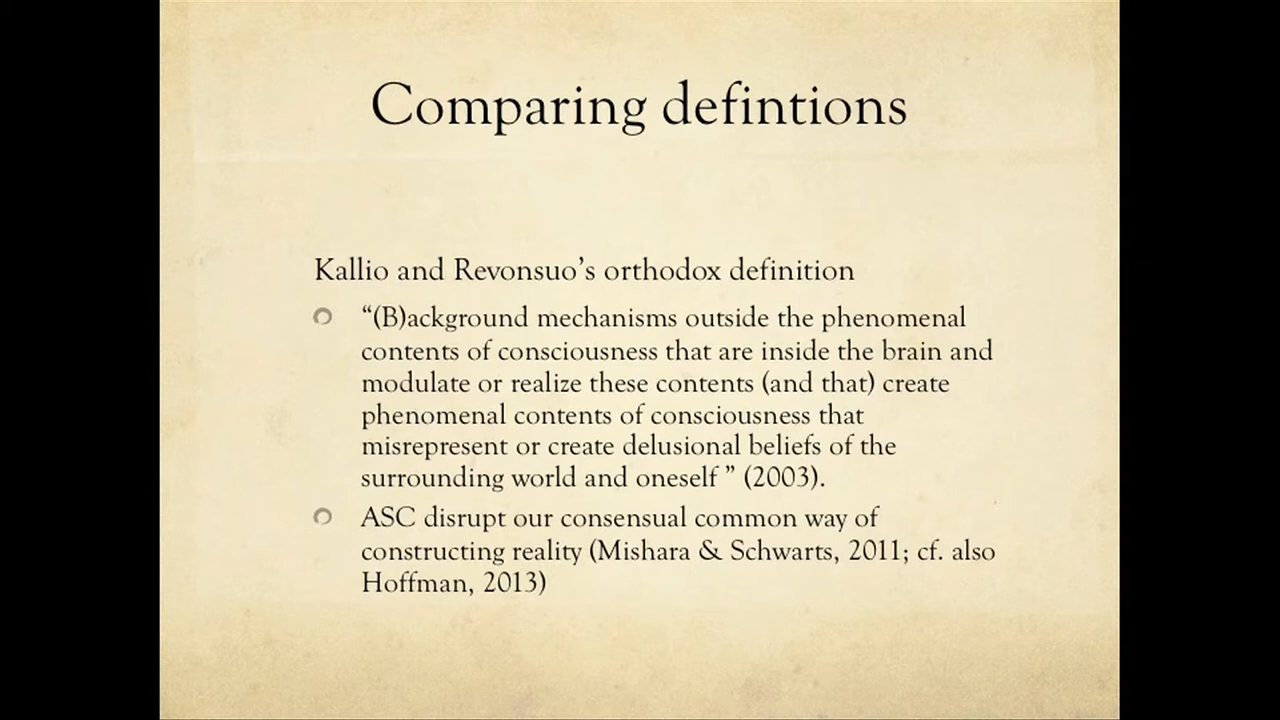 Comparing defintions
Kallio and Revonsuo’s orthodox definition
“(B)ackground mechanisms outside the phenomenal
contents of consciousness that are inside the brain and
modulate or realize these contents (and that) create
phenomenal contents of consciousness that
misrepresent or create delusional beliefs of the
surrounding world and oneself ” (2003).
ASC disrupt our consensual common way of
constructing reality (Mishara & Schwarts, 2011; cf. also
Hoffman, 2013)